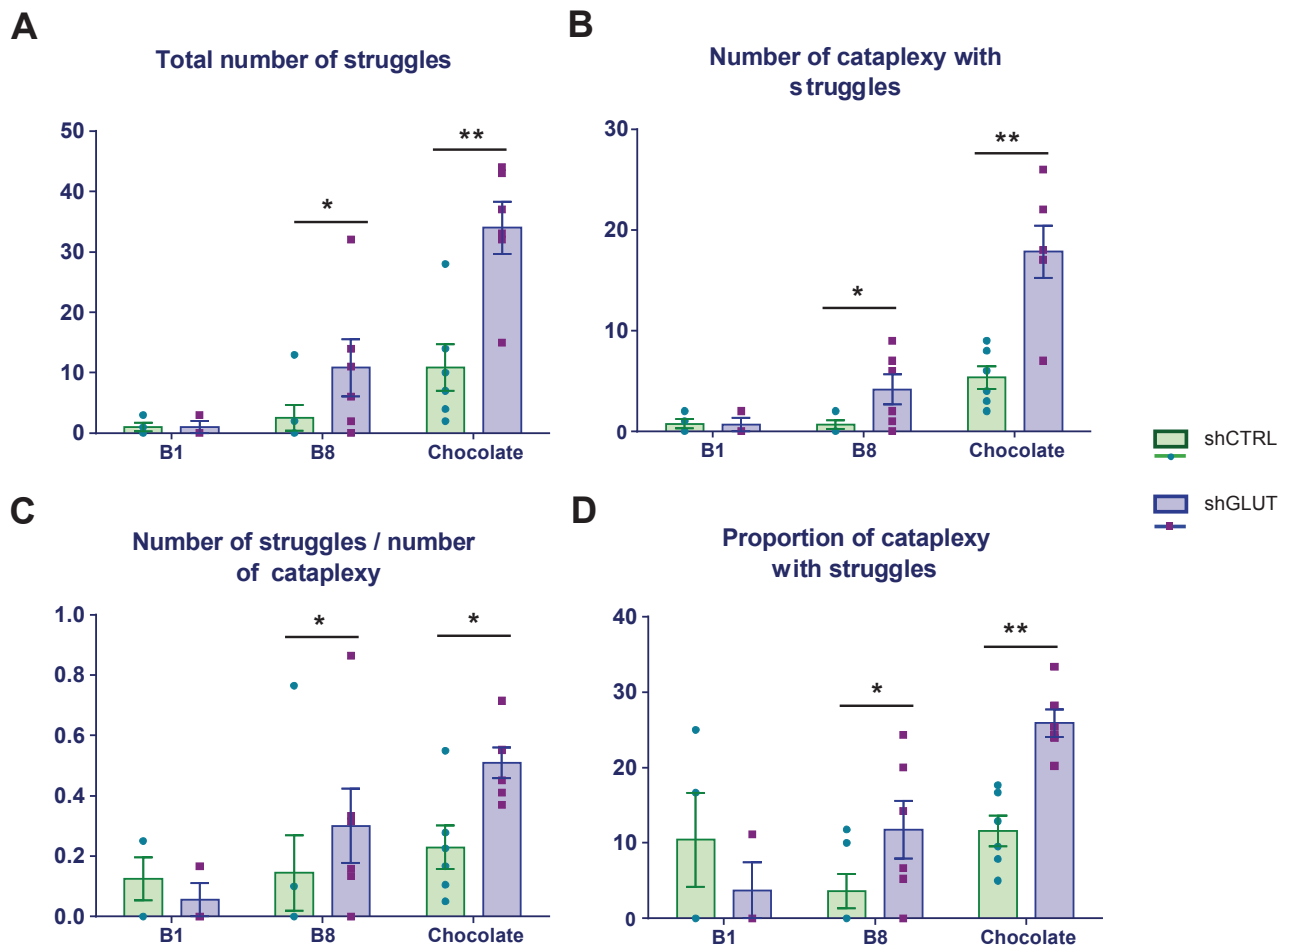 A
Total number of struggles
50
40
30
20
10
0
*
**
B1
B8
Chocolate
B
Number of cataplexy with
struggles
30
20
10
0
*
**
B1
B8
Chocolate
shCTRL
shGLUT
C
Number of struggles / number
of cataplexy
1.0
0.8
0.6
0.4
0.2
0.0
*
*
B1
B8
Chocolate
D
Proportion of cataplexy
with struggles
40
30
20
10
0
*
**
B1
B8
Chocolate